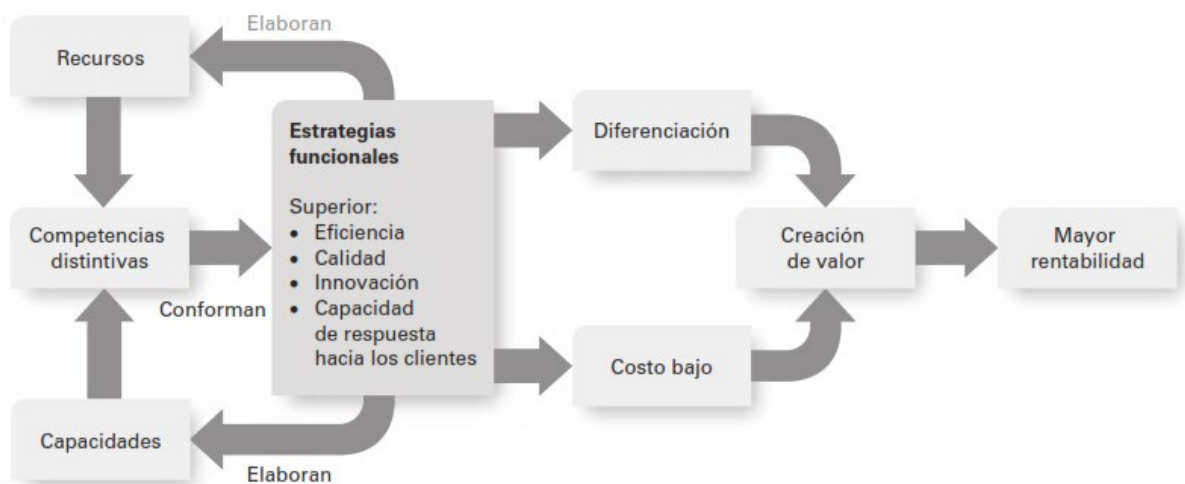 Elaboran
Recursos
Estrategias
funcionales
Superior:
• Eficiencia
• Calidad
• Innovación
• Capacidad
de respuesta
hacia los clientes
Diferenciación
Competencias
distintivas
Conforman
Creación
de valor
Mayor
rentabilidad
Costo bajo
Capacidades
Elaboran